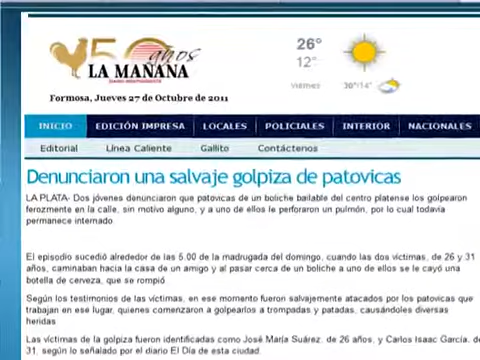 50 años
LA MAÑANA
26°
12°
viernes
30°/14°
Formosa, Jueves 27 de Octubre de 2011
INICIO EDICIÓN IMPRESA LOCALES POLICIALES INTERIOR NACIONALES
Editorial Línea Caliente Gallito Contáctenos
Denunciaron una salvaje golpiza de patovicas
LA PLATA- Dos jóvenes denunciaron que patovicas de un boliche bailable del centro platense los golpearon
ferozmente en la calle, sin motivo alguno, y a uno de ellos le perforaron un pulmón, por lo cual todavía
permanece internado.
El episodio sucedió alrededor de las 5.00 de la madrugada del domingo, cuando las dos víctimas, de 26 y 31
años, caminaban hacia la casa de un amigo y al pasar cerca de un boliche a uno de ellos se le cayó una
botella de cerveza, que se rompió.
Según los testimonios de las víctimas, en ese momento fueron salvajemente atacados por los patovicas que
trabajan en ese lugar, quienes comenzaron a golpearlos a trompadas y patadas, causándoles diversas
heridas.
Las víctimas de la golpiza fueron identificadas como José María Suárez, de 26 años, y Carlos Isaac García, de
31, según lo señalado por el diario El Día de esta ciudad.